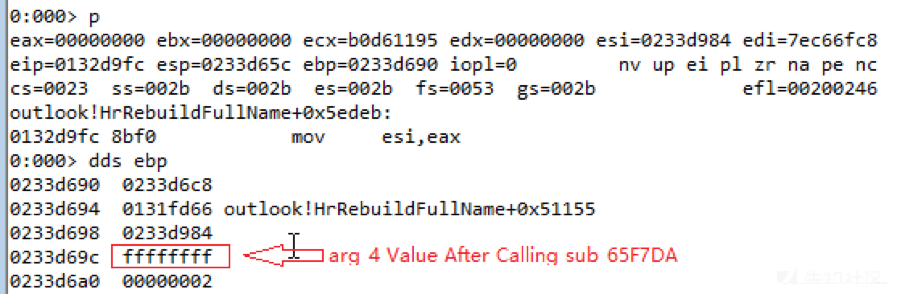 0:000> p
eax=00000000 ebx=00000000 ecx=b0d61195 edx=00000000 esi=0233d984 edi=7ec66fc8
eip=0132d9fc esp=0233d65c ebp=0233d690 iopl=0 nv up ei pl zr na pe nc
cs=0023 ss=002b ds=002b es=002b fs=0053 gs=002b efl=00200246
outlook!HrRebuildFullName+0x5edeb:
0132d9fc 8bf0 mov esi,eax
0:000> dds ebp
0233d690 0233d6c8
0233d694 0131fd66 outlook!HrRebuildFullName+0x51155
0233d698 0233d984
0233d69c ffffffff arg 4 Value After Calling sub 65F7DA
0233d6a0 00000002